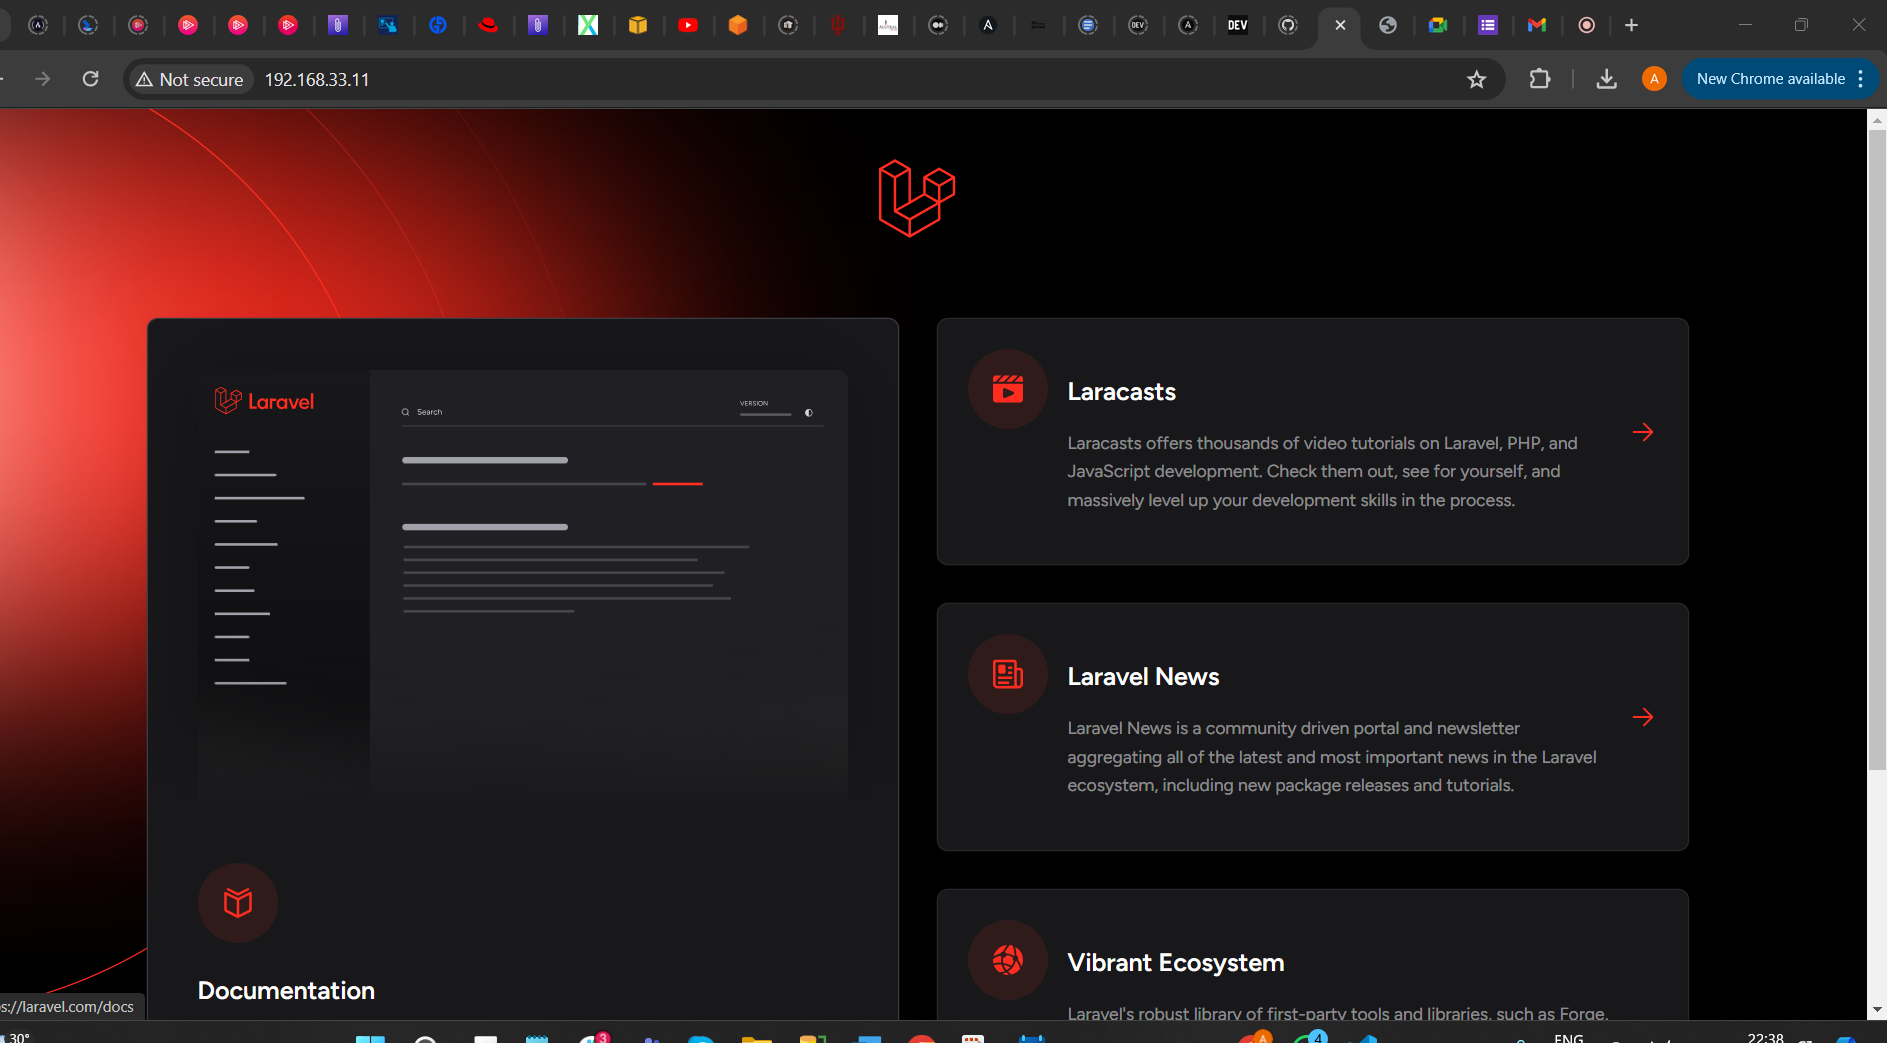 DEV
DEV
Not secure
192.168.33.11
A
New Chrome available
Laravel
Search
VERSION
Documentation
Laracasts
Laracasts offers thousands of video tutorials on Laravel, PHP, and
JavaScript development. Check them out, see for yourself, and
massively level up your development skills in the process.
Laravel News
Laravel News is a community driven portal and newsletter
aggregating all of the latest and most important news in the Laravel
ecosystem, including new package releases and tutorials.
Vibrant Ecosystem
Laravel's robust library of first-party tools and libraries, such as Forge,
s://laravel.com/docs
30°
3
A
4
ENG
22:38